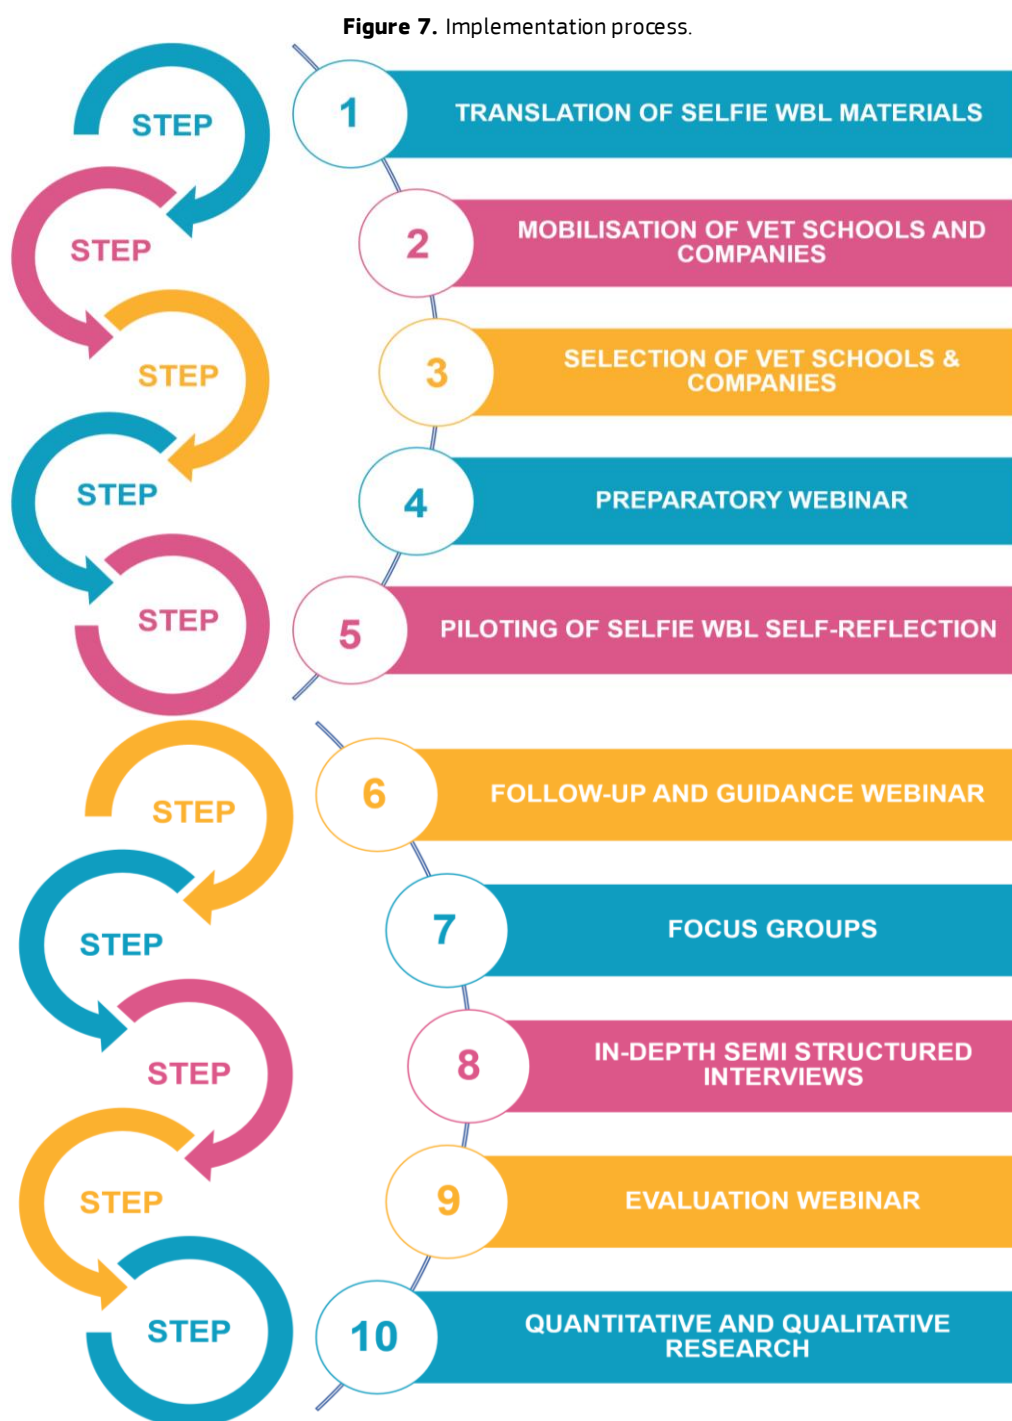 Figure 7. Implementation process.
STEP
1
TRANSLATION OF SELFIE WBL MATERIALS
STEP
2
MOBILISATION OF VET SCHOOLS AND
COMPANIES
STEP
3
SELECTION OF VET SCHOOLS &
COMPANIES
STEP
4
PREPARATORY WEBINAR
STEP
5
PILOTING OF SELFIE WBL SELF-REFLECTION
STEP
6
FOLLOW-UP AND GUIDANCE WEBINAR
STEP
7
FOCUS GROUPS
STEP
8
IN-DEPTH SEMI STRUCTURED
INTERVIEWS
STEP
9
EVALUATION WEBINAR
STEP
10
QUANTITATIVE AND QUALITATIVE
RESEARCH